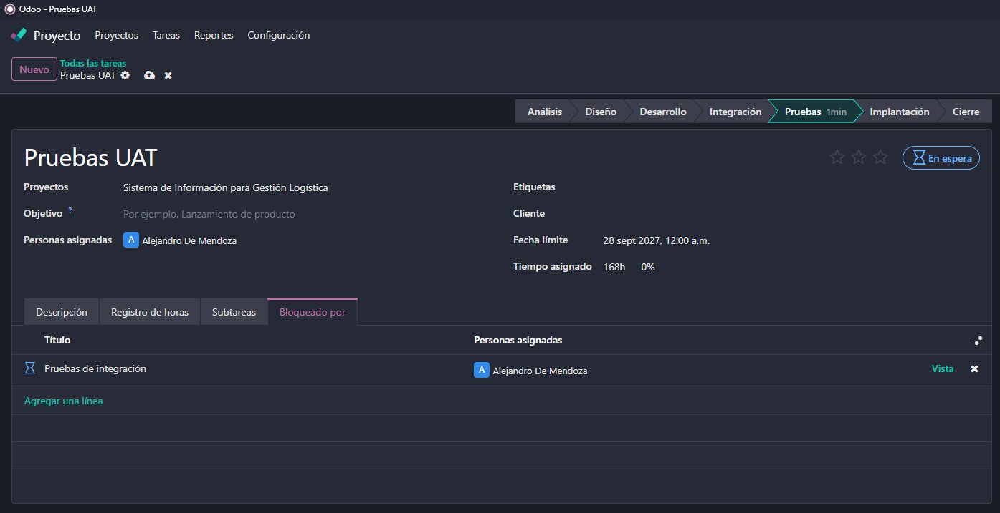 Odoo - Pruebas UAT
Proyecto Proyectos Tareas Reportes Configuración
Nuevo
Todas las tareas
Pruebas UAT
Análisis Diseño Desarrollo Integración Pruebas 1min Implantación Cierre
Pruebas UAT
En espera
Proyectos Sistema de Información para Gestión Logística
Etiquetas
Objetivo ? Por ejemplo, Lanzamiento de producto
Cliente
Personas asignadas A Alejandro De Mendoza
Fecha límite 28 sept 2027, 12:00 a.m.
Tiempo asignado 168h 0%
Descripción Registro de horas Subtareas Bloqueado por
Título Personas asignadas
Pruebas de integración A Alejandro De Mendoza Vista
Agregar una línea